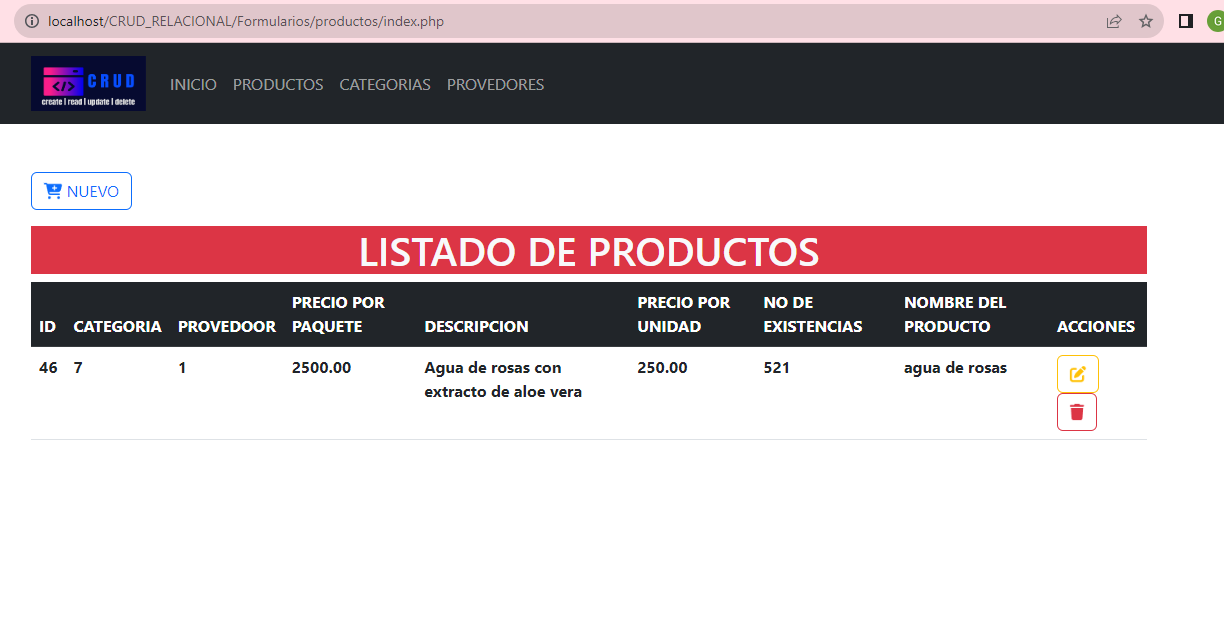 localhost/CRUD_RELACIONAL/Formularios/productos/index.php
G
</> CRUD
create | read | update | delete
INICIO PRODUCTOS CATEGORIAS PROVEDORES
NUEVO
LISTADO DE PRODUCTOS
ID CATEGORIA PROVEDOOR PRECIO POR PAQUETE DESCRIPCION PRECIO POR UNIDAD NO DE EXISTENCIAS NOMBRE DEL PRODUCTO ACCIONES
46 7 1 2500.00 Agua de rosas con extracto de aloe vera 250.00 521 agua de rosas